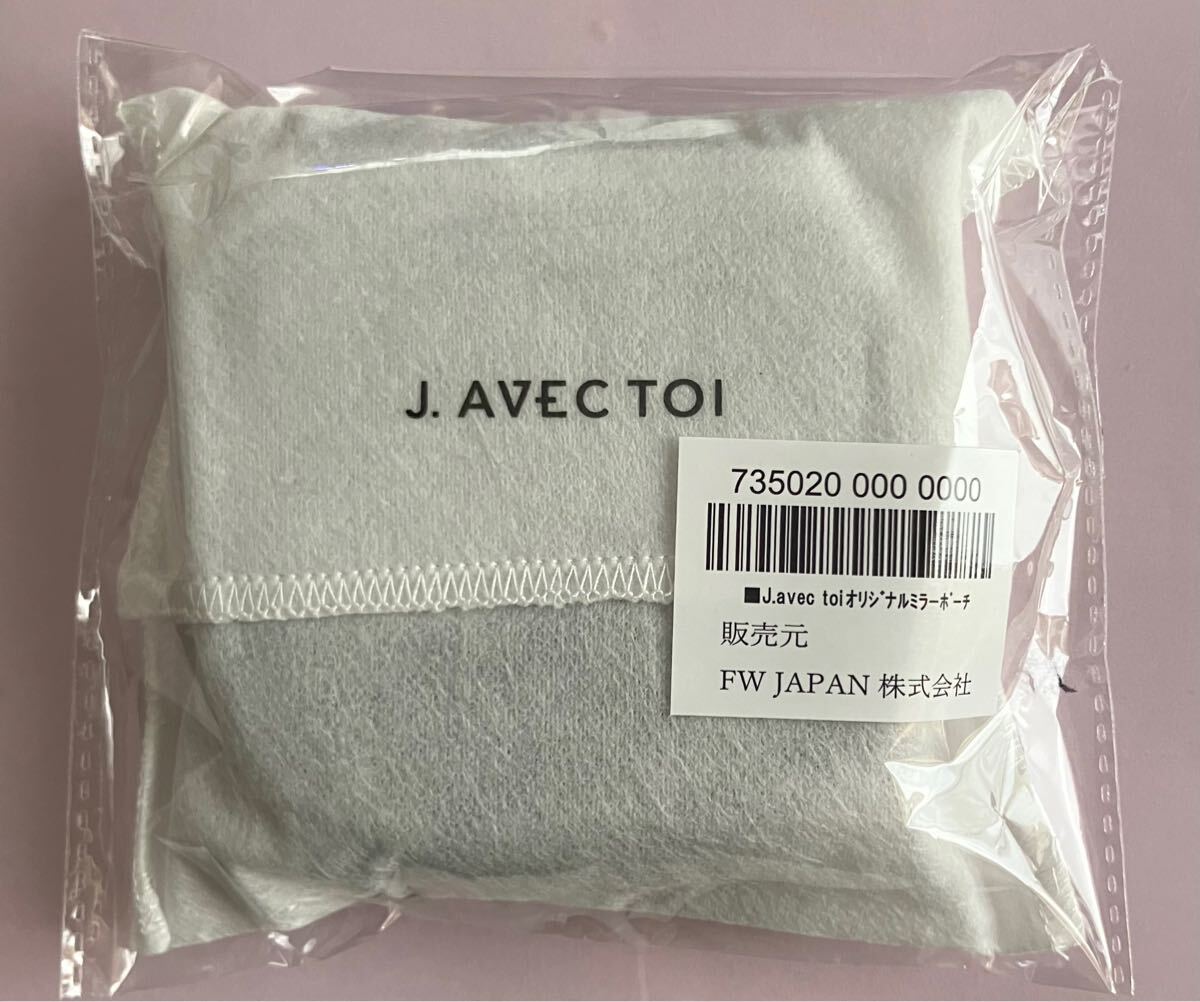 J. AVEC TOI
735020 000 0000
■J.avec toiオリジナルミラーポーチ
販売元
FW JAPAN 株式会社